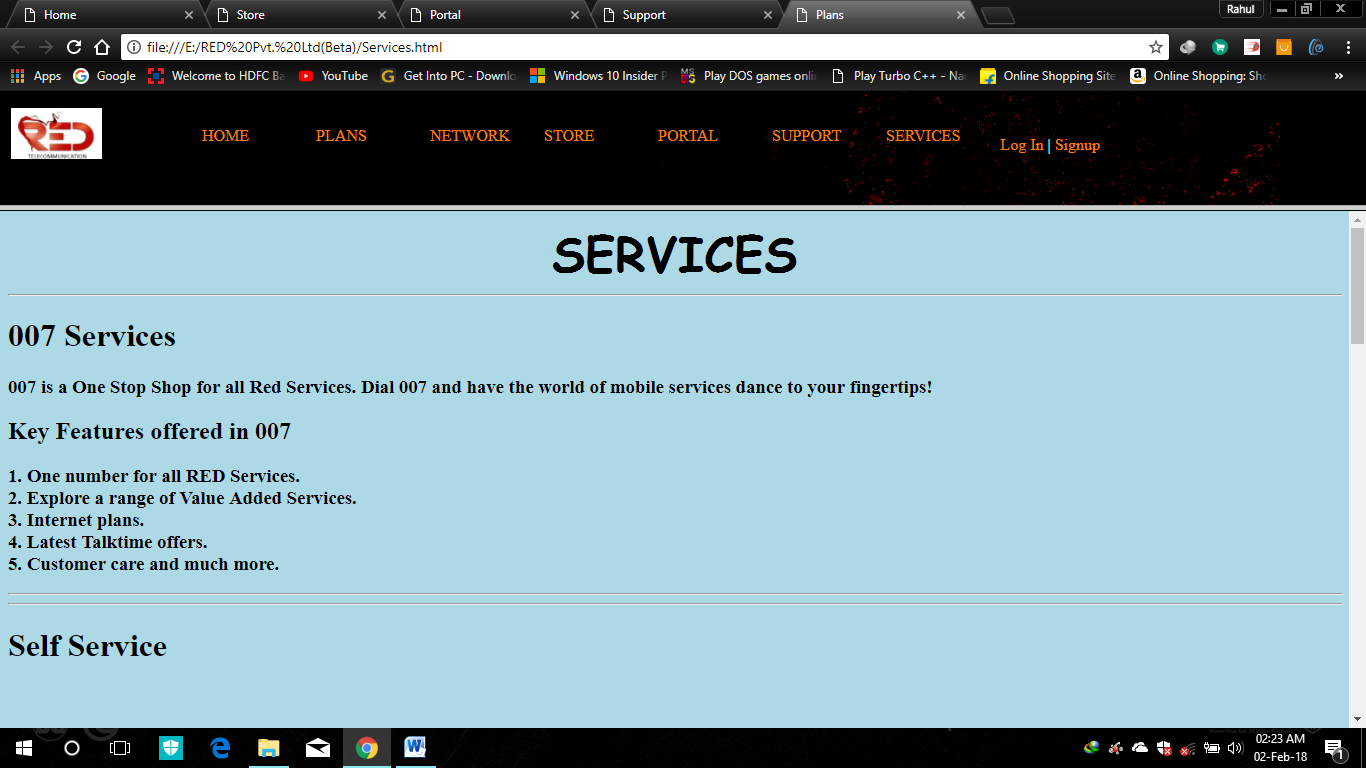 Home
Store
Portal
Support
Plans
Rahul
file:///E:/RED%20Pvt.%20Ltd(Beta)/Services.html
Apps
Google
Welcome to HDFC Ba
YouTube
Get Into PC - Downlo
Windows 10 Insider P
Play DOS games onlin
Play Turbo C++ - Nae
Online Shopping Site
Online Shopping: Sho
RED
TELECOMMUNICATION
HOME
PLANS
NETWORK
STORE
PORTAL
SUPPORT
SERVICES
Log In | Signup
SERVICES
007 Services
007 is a One Stop Shop for all Red Services. Dial 007 and have the world of mobile services dance to your fingertips!
Key Features offered in 007
1. One number for all RED Services.
2. Explore a range of Value Added Services.
3. Internet plans.
4. Latest Talktime offers.
5. Customer care and much more.
Self Service
02:23 AM
02-Feb-18
1